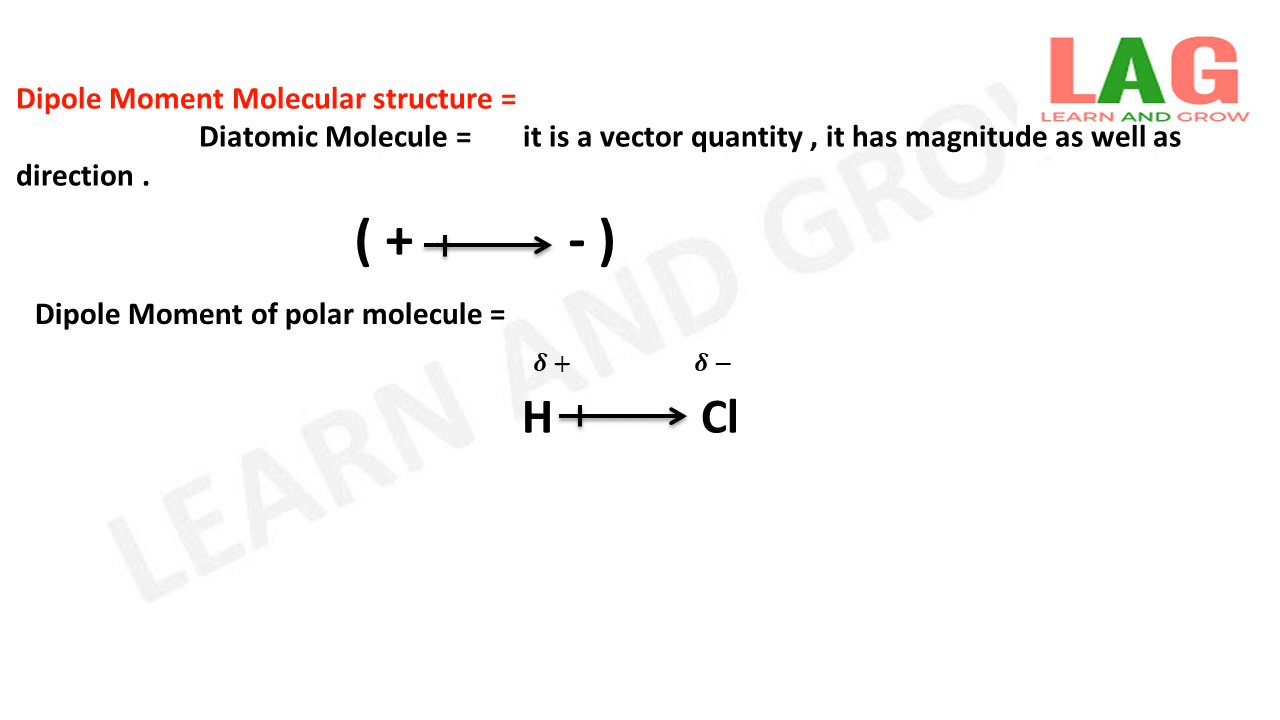 LAG
LEARN AND GROW
Dipole Moment Molecular structure =
Diatomic Molecule = it is a vector quantity , it has magnitude as well as
direction .
( + - )
Dipole Moment of polar molecule =
δ + δ −
H Cl
LEARN AND GROW